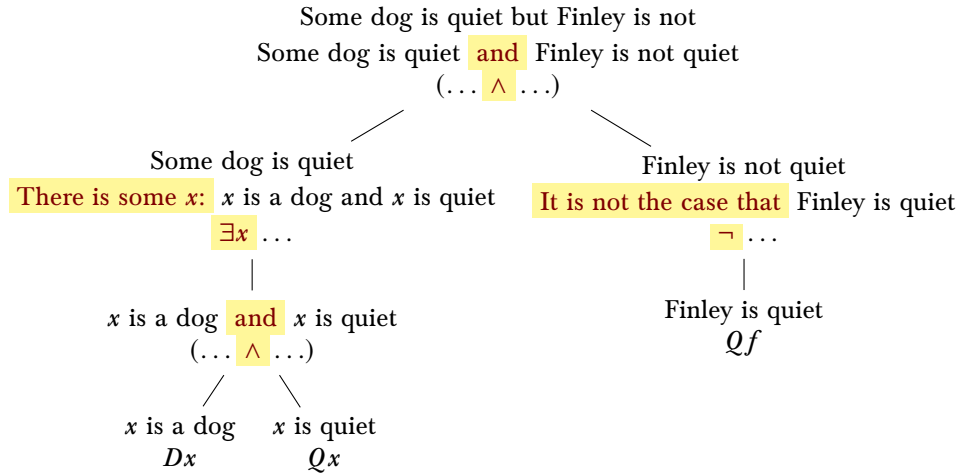 Some dog is quiet but Finley is not
Some dog is quiet and Finley is not quiet
(… ∧ …)
Some dog is quiet
There is some x: x is a dog and x is quiet
∃x …
Finley is not quiet
It is not the case that Finley is quiet
¬ …
x is a dog and x is quiet
(… ∧ …)
Finley is quiet
Qf
x is a dog
Dx
x is quiet
Qx